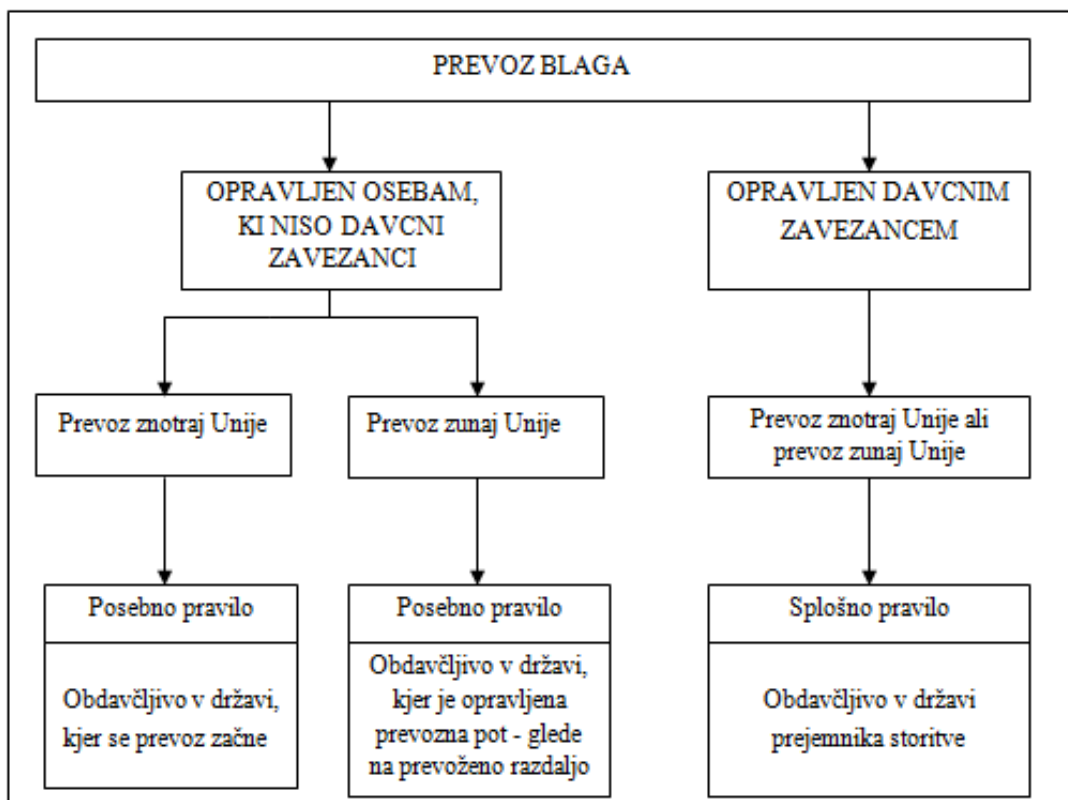 PREVOZ BLAGA
OPRAVLJEN OSEBAM,
KI NISO DAVCNI
ZAVEZANCI
OPRAVLJEN DAVCNIM
ZAVEZANCEM
Prevoz znotraj Unije
Prevoz zunaj Unije
Prevoz znotraj Unije ali
prevoz zunaj Unije
Posebno pravilo
Obdavčljivo v državi,
kjer se prevoz začne
Posebno pravilo
Obdavčljivo v državi,
kjer je opravljena
prevozna pot - glede
na prevoženo razdaljo
Splošno pravilo
Obdavčljivo v državi
prejemnika storitve